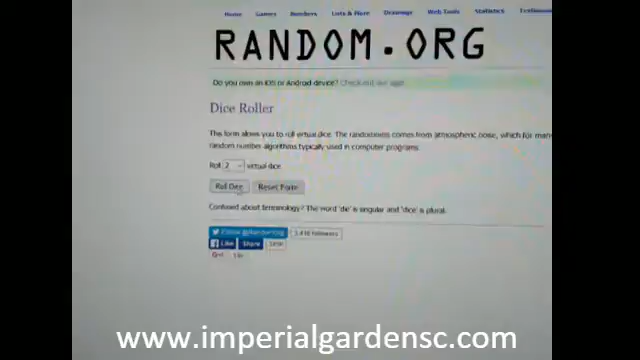 Home Games Numbers Lists & More Drawings Web Tools Statistics
RANDOM.ORG
Do you own an iOS or Android device? Check out our app!
Dice Roller
This form allows you to roll virtual dice. The randomness comes from atmospheric noise, which for many
random number algorithms typically used in computer programs.
Roll 2 virtual dice.
Roll Dice Reset Form
Confused about terminology? The word 'die' is singular and 'dice' is plural.
Follow
followers
Like Share
www.imperialgardensc.com